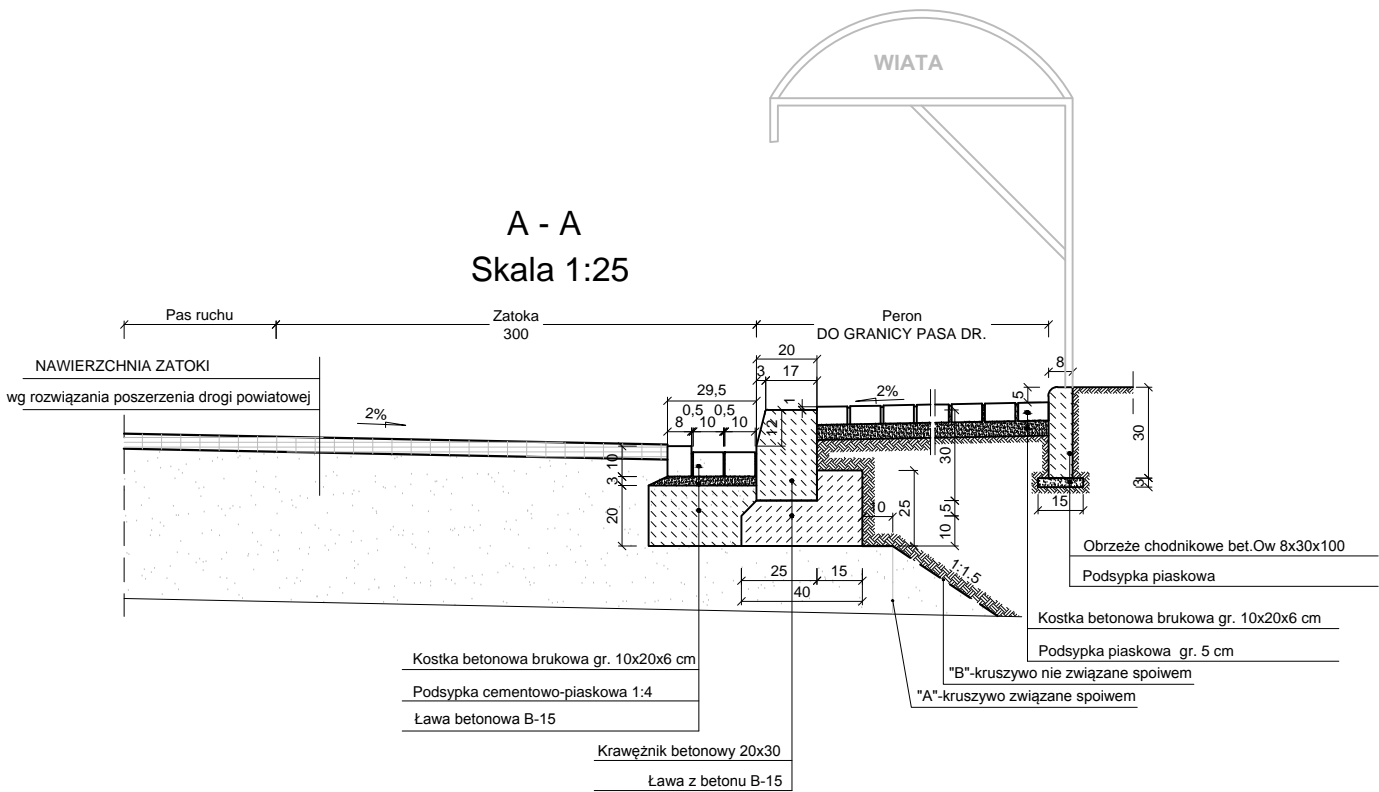 WIATA
A - A
Skala 1:25
Pas ruchu
Zatoka
300
Peron
DO GRANICY PASA DR.
NAWIERZCHNIA ZATOKI
wg rozwiązania poszerzenia drogi powiatowej
2%
20
3 17
29,5
0,5 0,5
8 10 10
12
1
2%
8
5
30
3
15
10
3
20
30
5
10
25
10
1:1.5
25 15
40
Obrzeże chodnikowe bet.Ow 8x30x100
Podsypka piaskowa
Kostka betonowa brukowa gr. 10x20x6 cm
Podsypka piaskowa gr. 5 cm
"B"-kruszywo nie związane spoiwem
"A"-kruszywo związane spoiwem
Kostka betonowa brukowa gr. 10x20x6 cm
Podsypka cementowo-piaskowa 1:4
Ława betonowa B-15
Krawężnik betonowy 20x30
Ława z betonu B-15